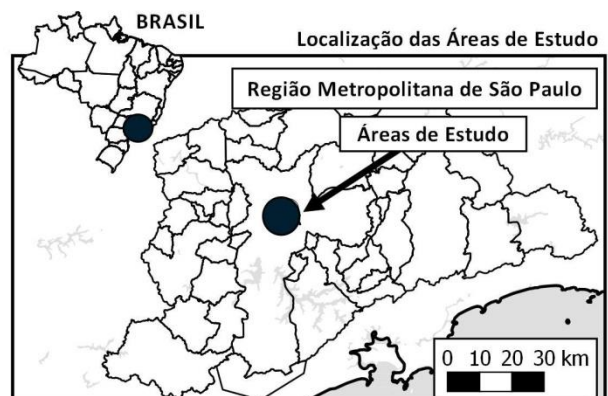 BRASIL
Localização das Áreas de Estudo
Região Metropolitana de São Paulo
Áreas de Estudo
0 10 20 30 km